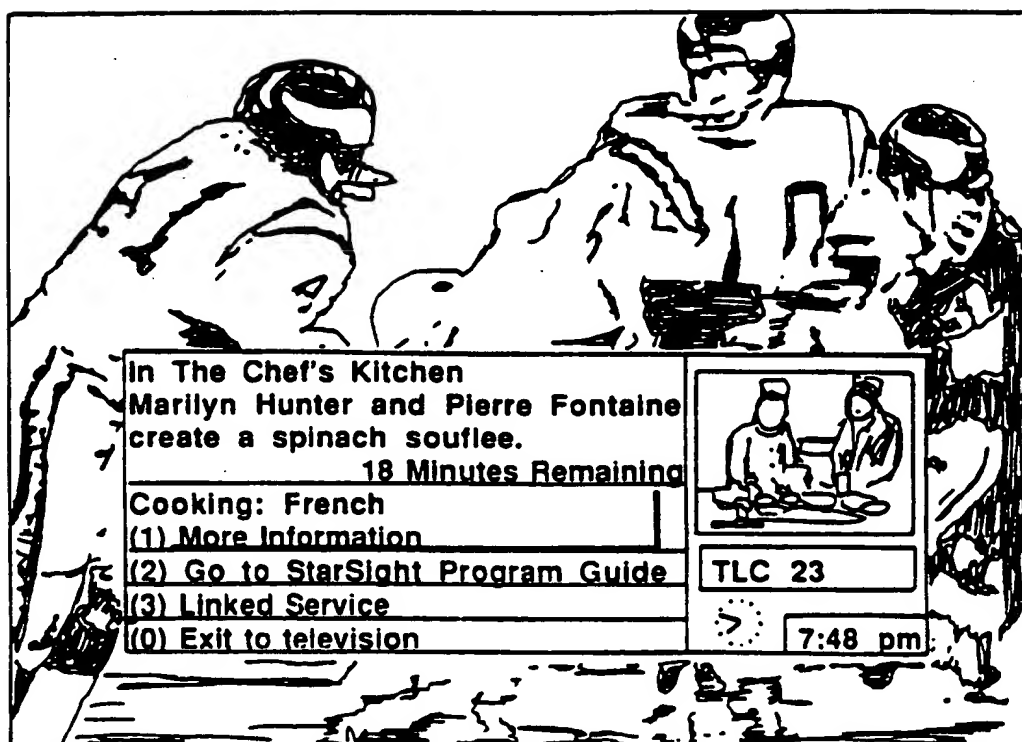 In The Chef's Kitchen
Marilyn Hunter and Pierre Fontaine
create a spinach souflee.
18 Minutes Remaining
Cooking: French
(1) More Information
(2) Go to StarSight Program Guide
(3) Linked Service
(0) Exit to television
TLC 23
7:48 pm